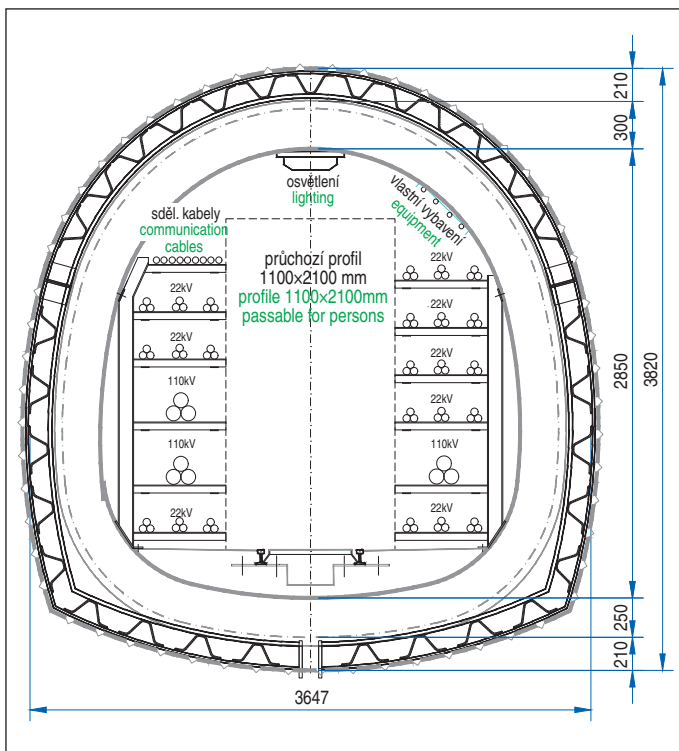 osvětlení
lighting
vlastní vybavení
equipment
sděl. kabely
communication
cables
průchozí profil
1100×2100 mm
profile 1100×2100mm
passable for persons
22kV
22kV
110kV
110kV
22kV
22kV
22kV
22kV
22kV
110kV
22kV
210
300
2850
3820
250
210
3647